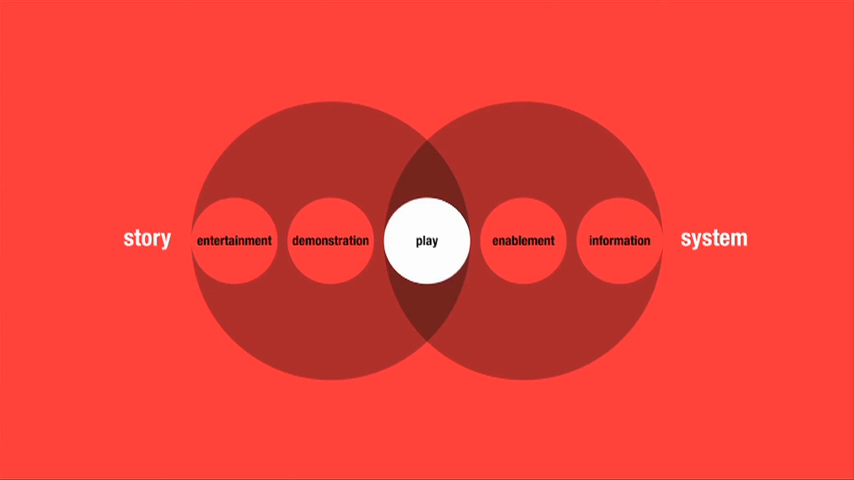 story
entertainment
demonstration
play
enablement
information
system